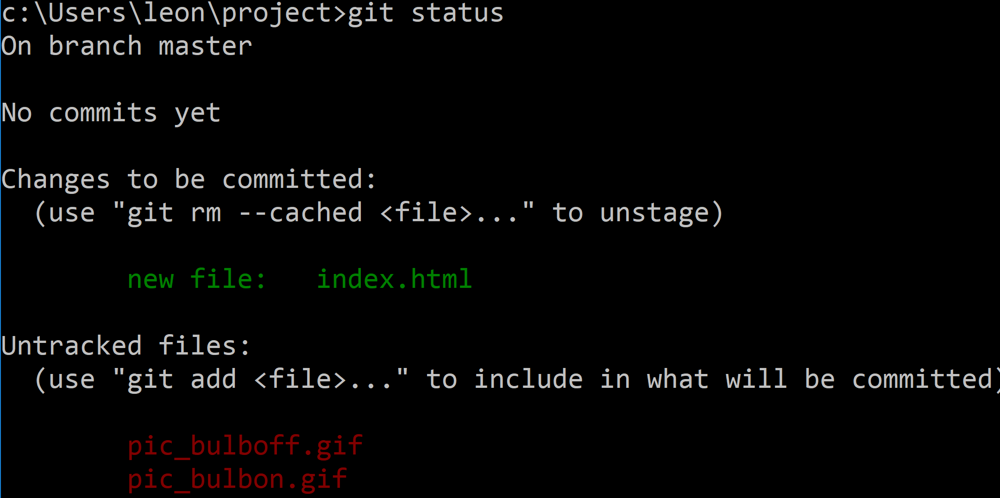 c:\Users\leon\project>git status
On branch master
No commits yet
Changes to be committed:
(use "git rm --cached <file>..." to unstage)
new file:   index.html
Untracked files:
(use "git add <file>..." to include in what will be committed)
pic_bulboff.gif
pic_bulbon.gif